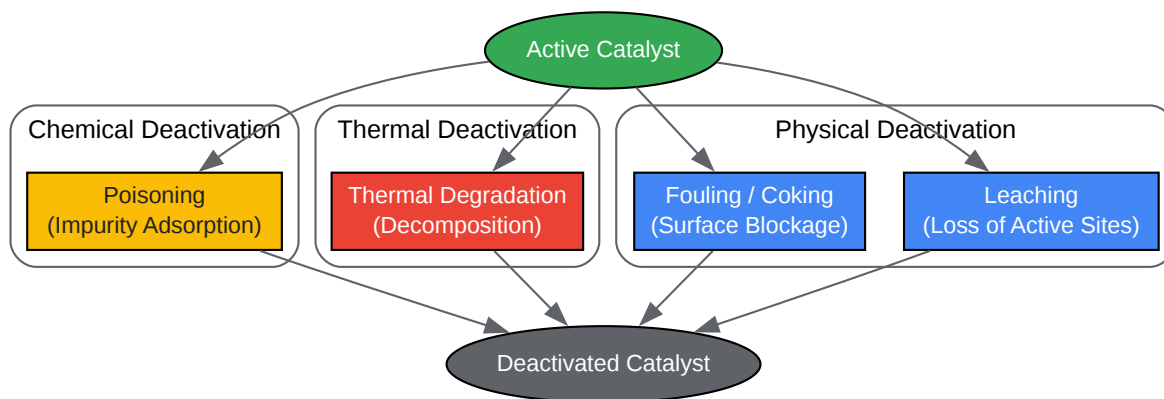 Active Catalyst
Chemical Deactivation
Thermal Deactivation
Physical Deactivation
Poisoning
(Impurity Adsorption)
Thermal Degradation
(Decomposition)
Fouling / Coking
(Surface Blockage)
Leaching
(Loss of Active Sites)
Deactivated Catalyst